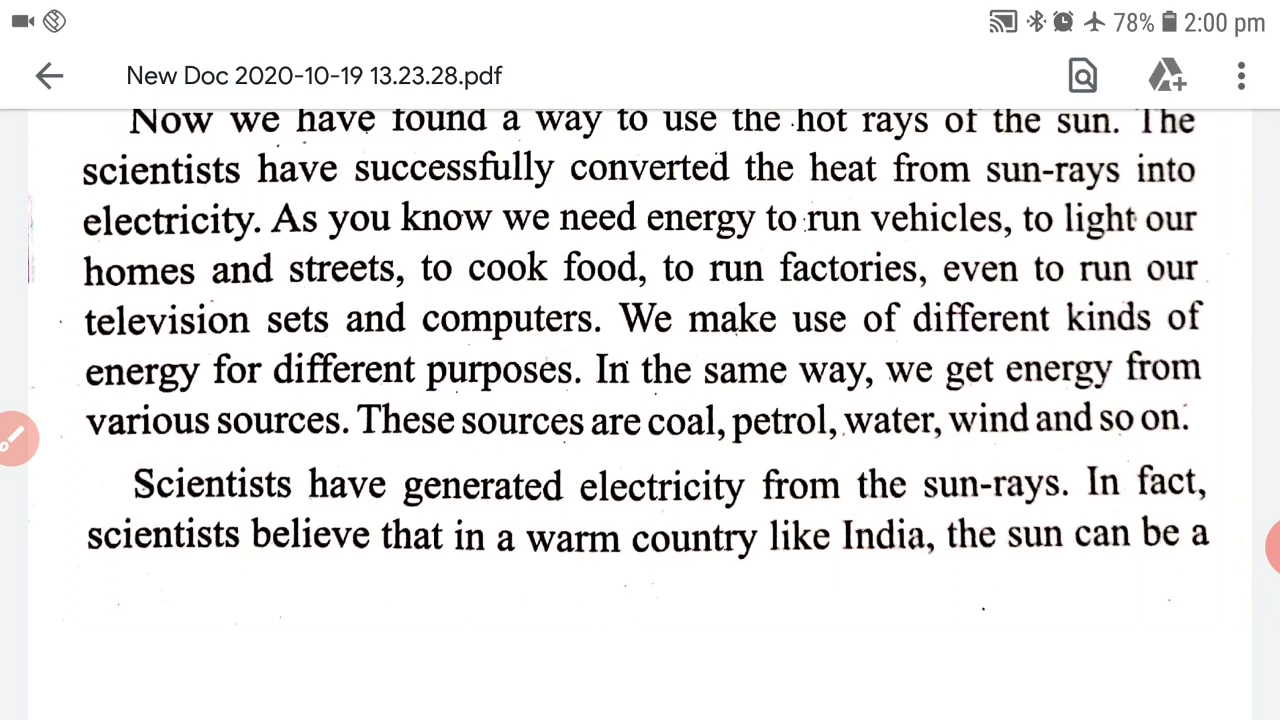 78% 2:00 pm
New Doc 2020-10-19 13.23.28.pdf
Now we have found a way to use the hot rays of the sun. The
scientists have successfully converted the heat from sun-rays into
electricity. As you know we need energy to run vehicles, to light our
homes and streets, to cook food, to run factories, even to run our
television sets and computers. We make use of different kinds of
energy for different purposes. In the same way, we get energy from
various sources. These sources are coal, petrol, water, wind and so on.
Scientists have generated electricity from the sun-rays. In fact,
scientists believe that in a warm country like India, the sun can be a